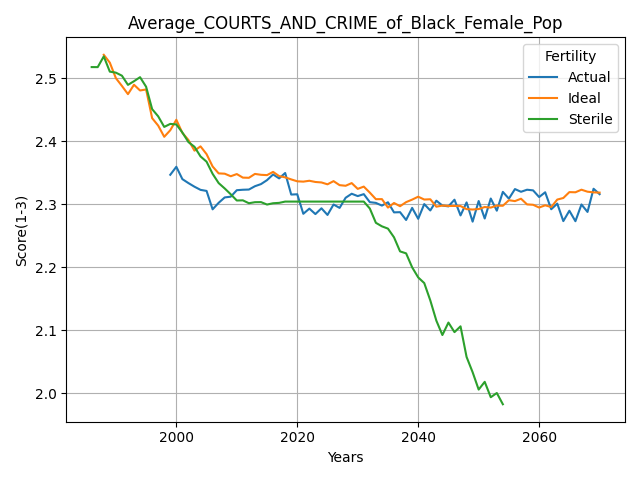 Average_COURTS_AND_CRIME_of_Black_Female_Pop
Fertility
Actual
Ideal
Sterile
Score(1-3)
2.5
2.4
2.3
2.2
2.1
2.0
2000
2020
2040
2060
Years